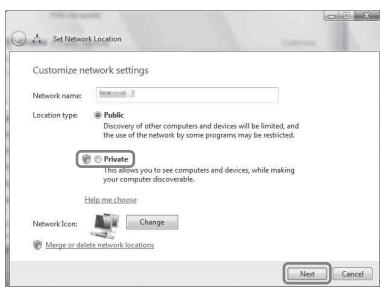 Set Network Location
Customize network settings
Network name:
Location type: Public
Discovery of other computers and devices will be limited, and
the use of the network by some programs may be restricted.
Private
This allows you to see computers and devices, while making
your computer discoverable.
Help me choose
Network Icon: Change
Merge or delete network locations
Next Cancel